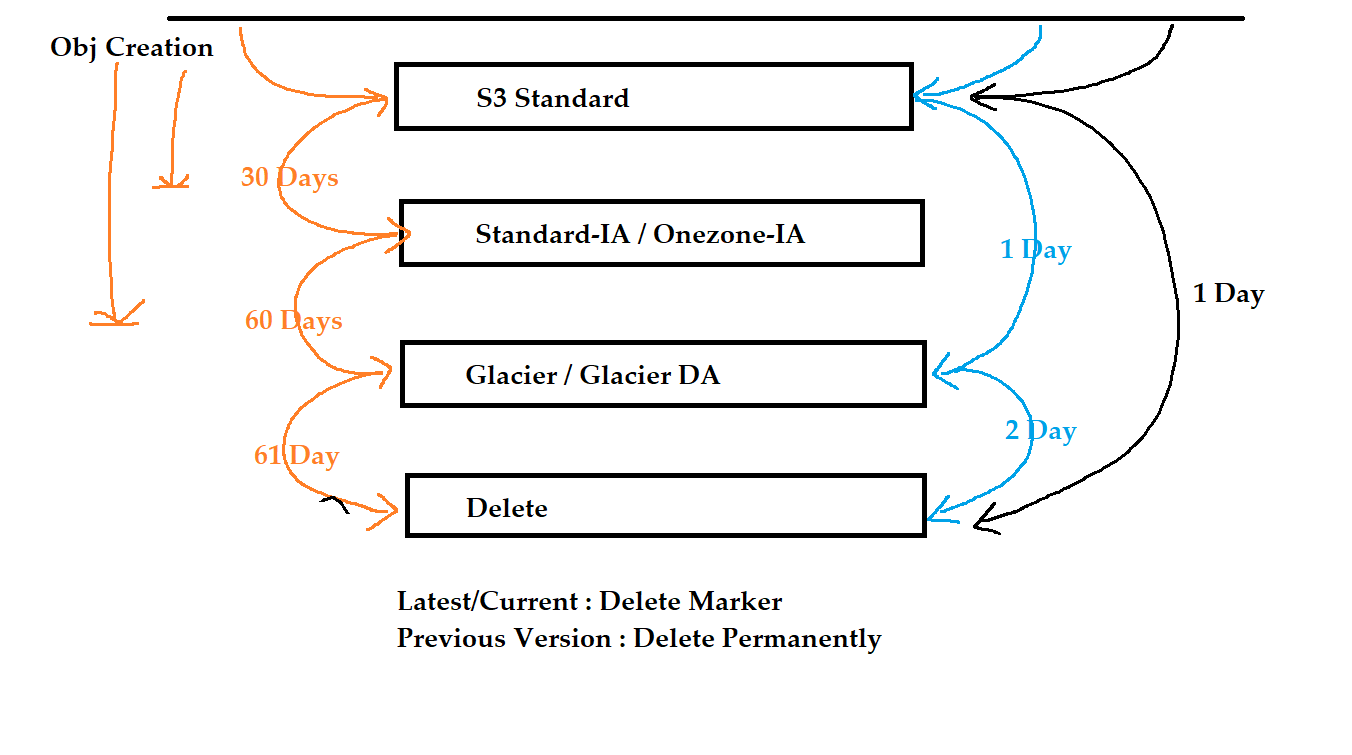 Obj Creation
S3 Standard
30 Days
Standard-IA / Onezone-IA
1 Day
1 Day
60 Days
Glacier / Glacier DA
61 Day
2 Day
Delete
Latest/Current : Delete Marker
Previous Version : Delete Permanently